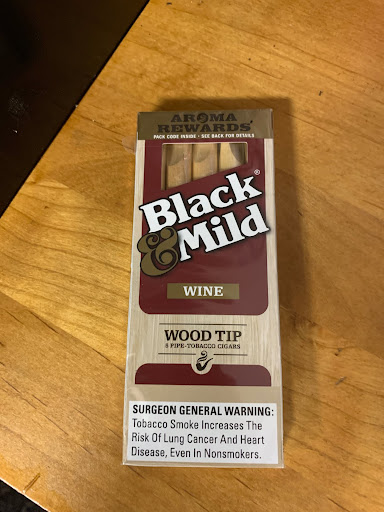 AROMA
REWARDS
PACK CODE INSIDE · SEE BACK FOR DETAILS
Black®
&Mild
WINE
WOOD TIP
5 PIPE-TOBACCO CIGARS
SURGEON GENERAL WARNING:
Tobacco Smoke Increases The
Risk Of Lung Cancer And Heart
Disease, Even In Nonsmokers.